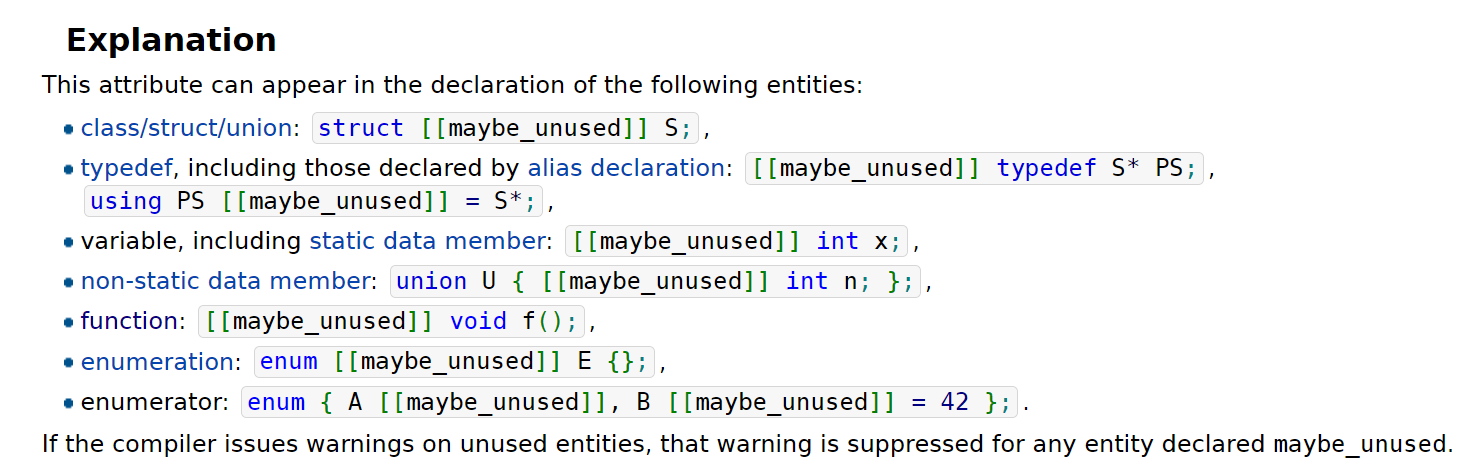 Explanation
This attribute can appear in the declaration of the following entities:
class/struct/union: struct [[maybe_unused]] S;,
typedef, including those declared by alias declaration: [[maybe_unused]] typedef S* PS;,
using PS [[maybe_unused]] = S*;,
variable, including static data member: [[maybe_unused]] int x;,
non-static data member: union U { [[maybe_unused]] int n; };,
function: [[maybe_unused]] void f();,
enumeration: enum [[maybe_unused]] E {};,
enumerator: enum { A [[maybe_unused]], B [[maybe_unused]] = 42 };.
If the compiler issues warnings on unused entities, that warning is suppressed for any entity declared maybe_unused.